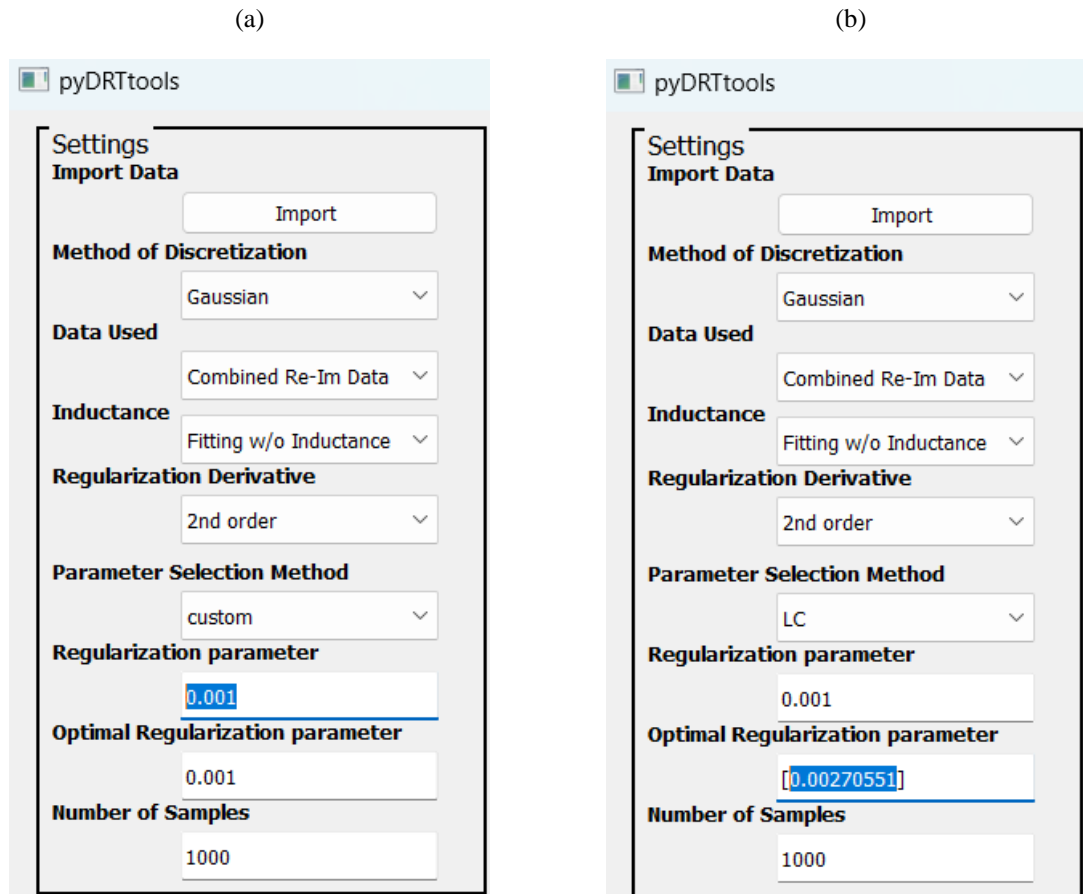 (a)
pyDRTtools
Settings
Import Data
Import
Method of Discretization
Gaussian
Data Used
Combined Re-Im Data
Inductance
Fitting w/o Inductance
Regularization Derivative
2nd order
Parameter Selection Method
custom
Regularization parameter
0.001
Optimal Regularization parameter
0.001
Number of Samples
1000
(b)
pyDRTtools
Settings
Import Data
Import
Method of Discretization
Gaussian
Data Used
Combined Re-Im Data
Inductance
Fitting w/o Inductance
Regularization Derivative
2nd order
Parameter Selection Method
LC
Regularization parameter
0.001
Optimal Regularization parameter
[0.00270551]
Number of Samples
1000